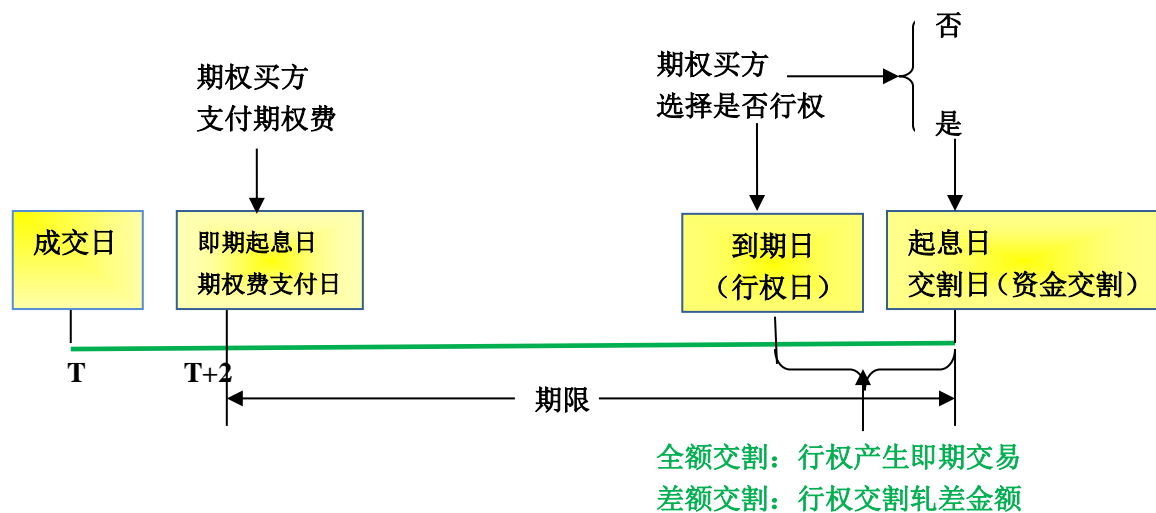 否
期权买方
支付期权费
期权买方
选择是否行权
是
成交日
即期起息日
期权费支付日
到期日
（行权日）
起息日
交割日（资金交割）
T
T+2
期限
全额交割：行权产生即期交易
差额交割：行权交割轧差金额